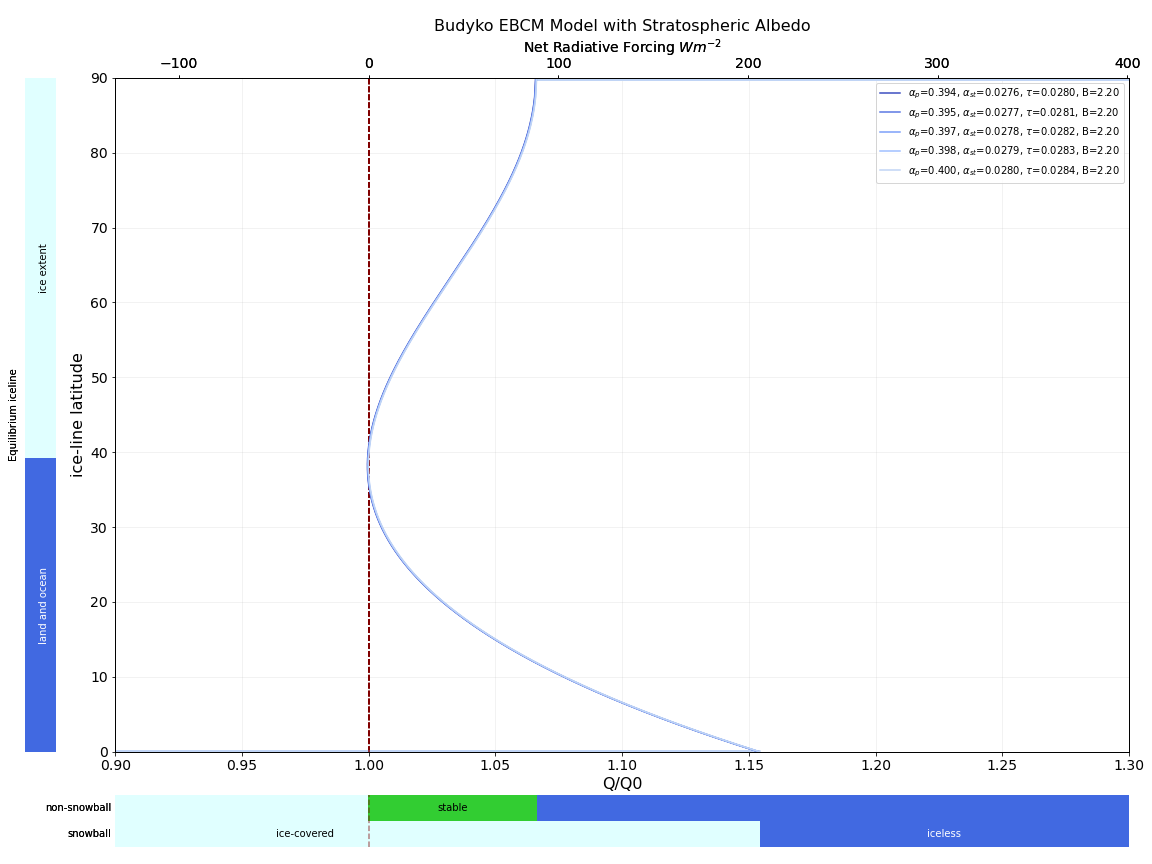 Budyko EBCM Model with Stratospheric Albedo
Net Radiative Forcing Wm⁻²
−100 0 100 200 300 400
αₚ=0.394, αₛₜ=0.0276, τ=0.0280, B=2.20
αₚ=0.395, αₛₜ=0.0277, τ=0.0281, B=2.20
αₚ=0.397, αₛₜ=0.0278, τ=0.0282, B=2.20
αₚ=0.398, αₛₜ=0.0279, τ=0.0283, B=2.20
αₚ=0.400, αₛₜ=0.0280, τ=0.0284, B=2.20
Equilibrium iceline
ice extent
land and ocean
ice-line latitude
90
80
70
60
50
40
30
20
10
0
0.90 0.95 1.00 1.05 1.10 1.15 1.20 1.25 1.30
Q/Q0
non-snowball stable
snowball ice-covered iceless